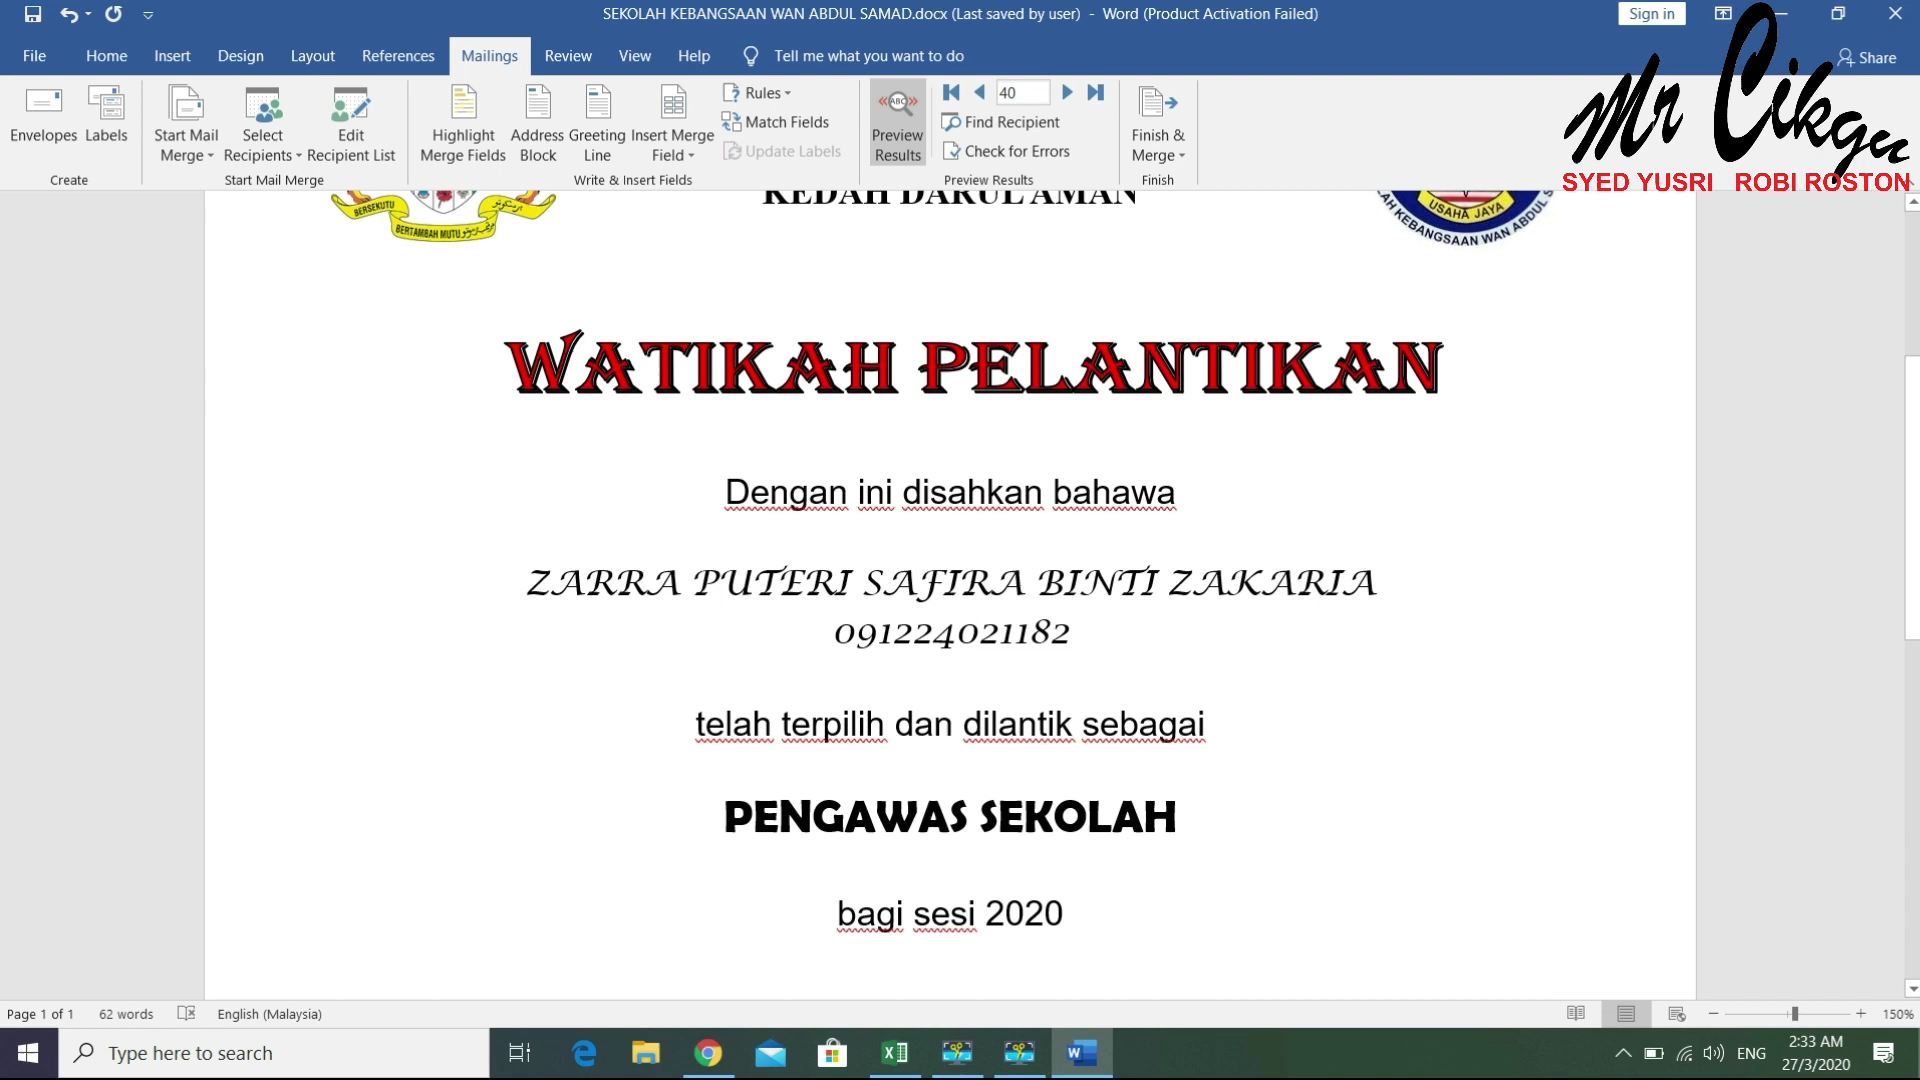 SEKOLAH KEBANGSAAN WAN ABDUL SAMAD.docx (Last saved by user) - Word (Product Activation Failed)
Sign in
File Home Insert Design Layout References Mailings Review View Help Tell me what you want to do
Share
Envelopes Labels
Create
Start Mail Merge
Select Recipients
Edit Recipient List
Start Mail Merge
Highlight Merge Fields
Address Block
Greeting Line
Insert Merge Field
Rules
Match Fields
Update Labels
Write & Insert Fields
ABC
Preview Results
40
Find Recipient
Check for Errors
Preview Results
Finish & Merge
Finish
Mr Cikgu
SYED YUSRI ROBI ROSTON
KEDAH DARUL AMAN
BERSEKUTU
BERTAMBAH MUTU
USAHA JAYA
KEBANGSAAN WAN ABDUL
WATIKAH PELANTIKAN
Dengan ini disahkan bahawa
ZARRA PUTERI SAFIRA BINTI ZAKARIA
091224021182
telah terpilih dan dilantik sebagai
PENGAWAS SEKOLAH
bagi sesi 2020
Page 1 of 1 62 words English (Malaysia)
150%
Type here to search
ENG
2:33 AM
27/3/2020